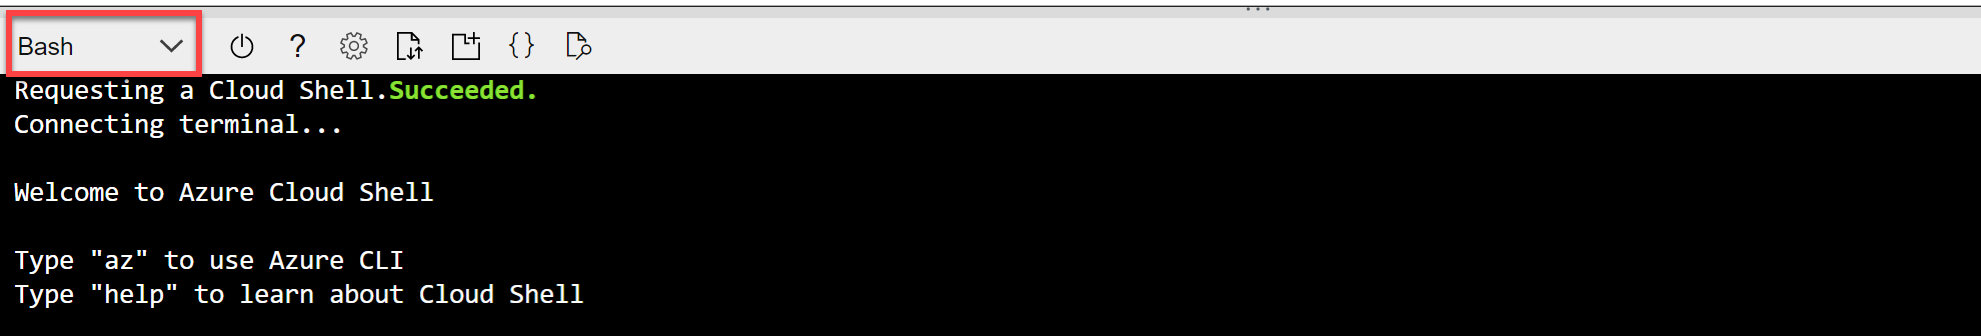 Bash
Requesting a Cloud Shell.Succeeded.
Connecting terminal...
Welcome to Azure Cloud Shell
Type "az" to use Azure CLI
Type "help" to learn about Cloud Shell